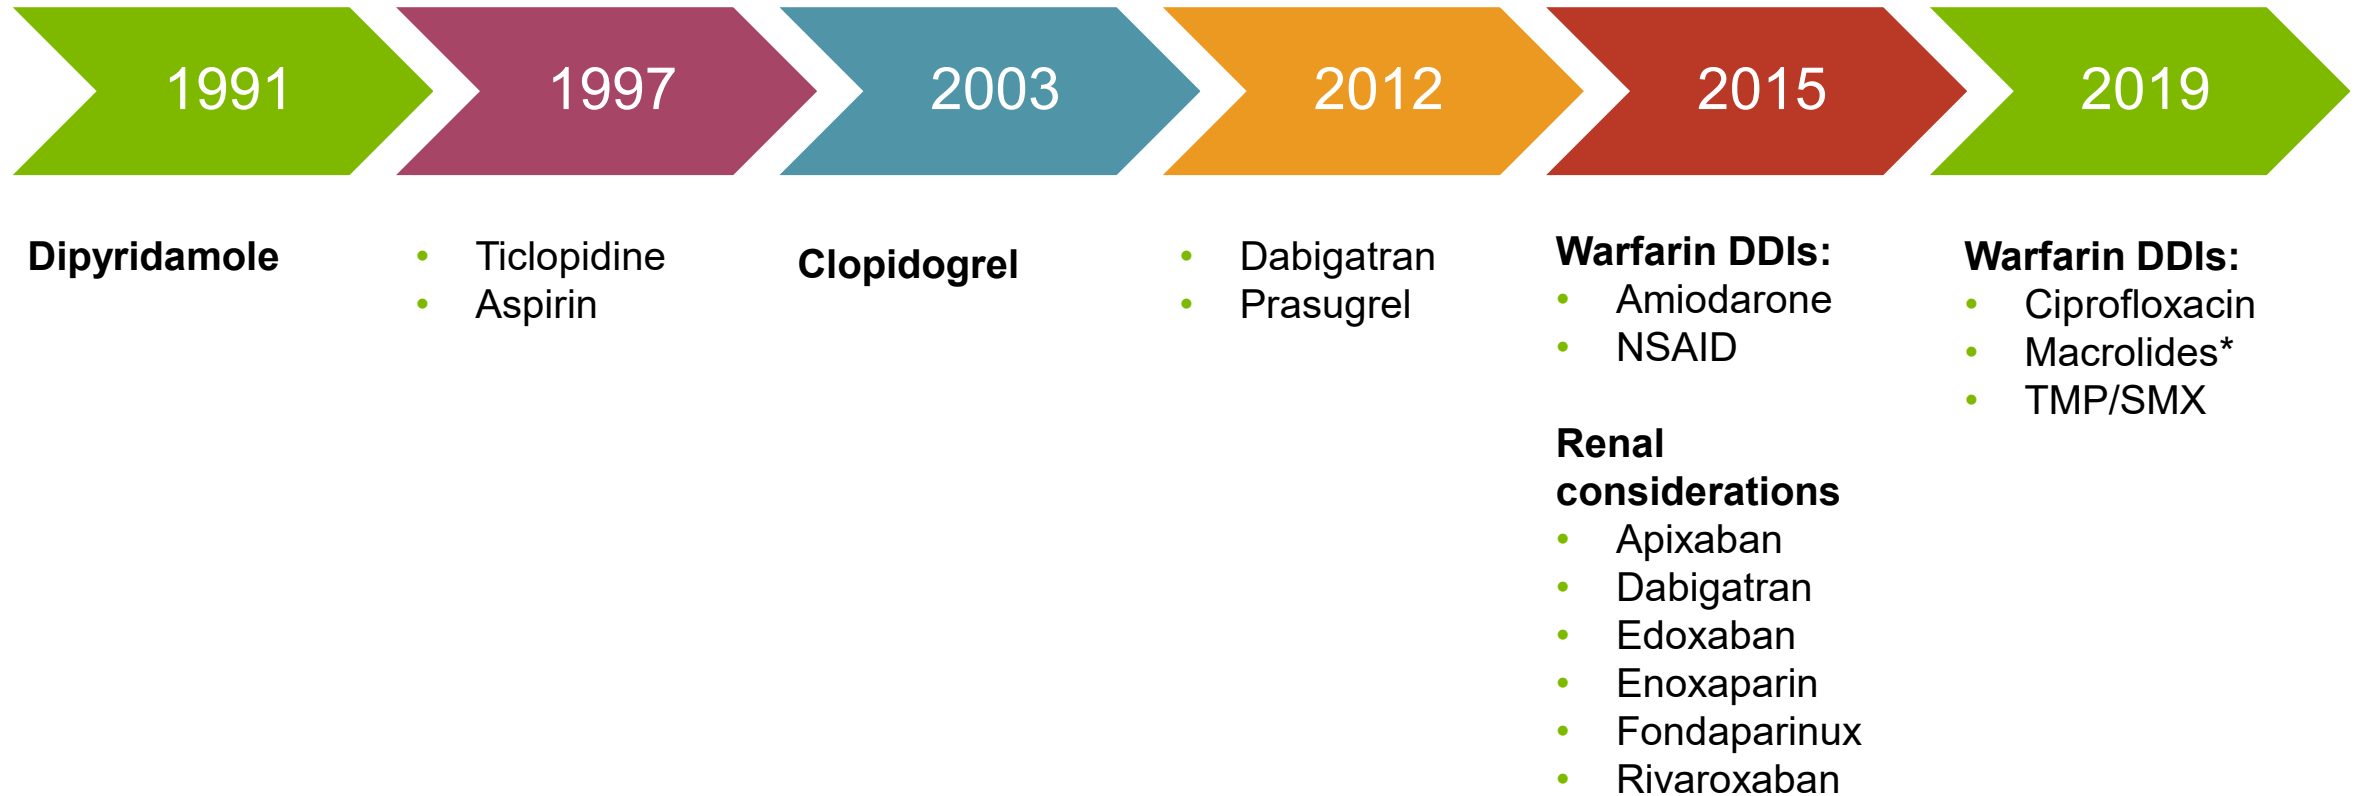 1991
1997
2003
2012
2015
2019
Dipyridamole
• Ticlopidine
• Aspirin
Clopidogrel
• Dabigatran
• Prasugrel
Warfarin DDIs:
• Amiodarone
• NSAID
Renal
considerations
• Apixaban
• Dabigatran
• Edoxaban
• Enoxaparin
• Fondaparinux
• Rivaroxaban
Warfarin DDIs:
• Ciprofloxacin
• Macrolides*
• TMP/SMX